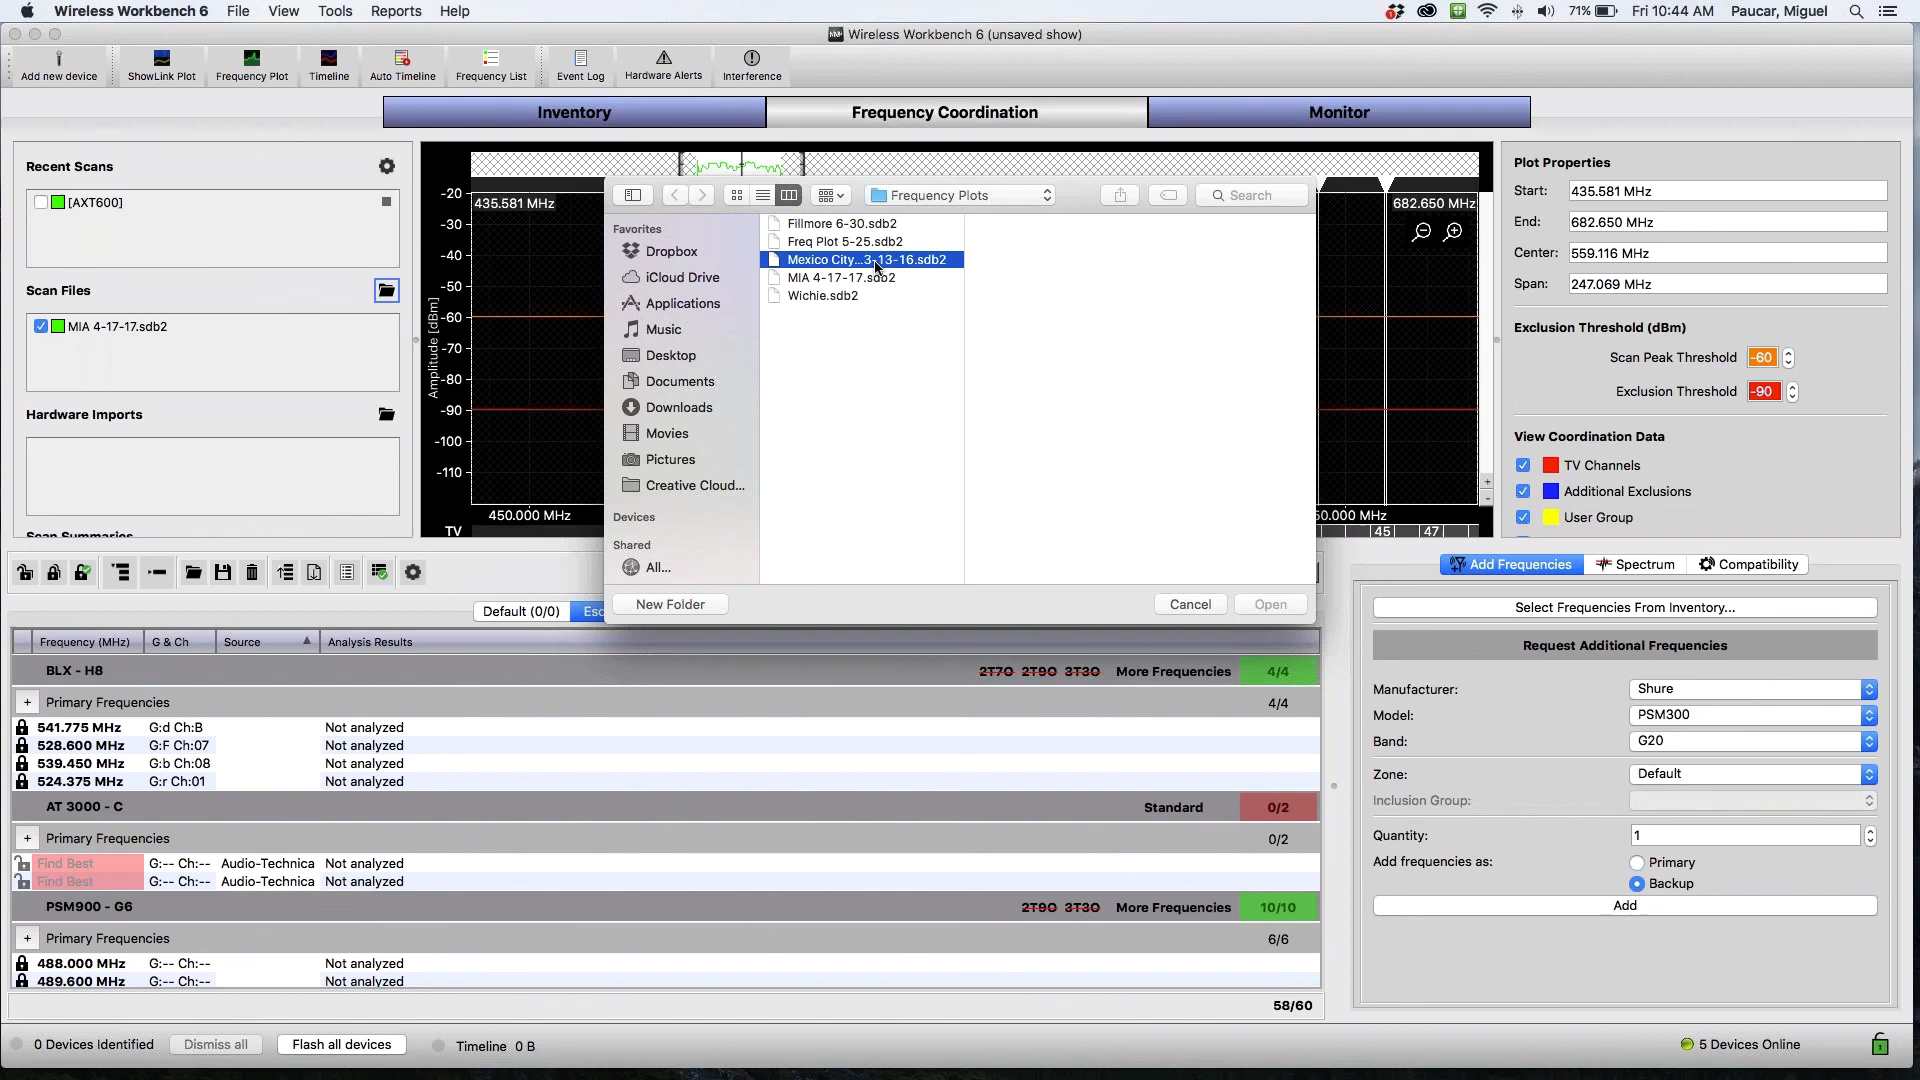 Wireless Workbench 6 File View Tools Reports Help
71% Fri 10:44 AM Paucar, Miguel
Wireless Workbench 6 (unsaved show)
Add new device ShowLink Plot Frequency Plot Timeline Auto Timeline Frequency List Event Log Hardware Alerts Interference
Inventory Frequency Coordination Monitor
Recent Scans
[AXT600]
Scan Files
MIA 4-17-17.sdb2
Hardware Imports
Scan Summaries
Amplitude [dBm]
-20
-30
-40
-50
-60
-70
-80
-90
-100
-110
435.581 MHz
682.650 MHz
450.000 MHz
50.000 MHz
TV
45 47
Frequency Plots
Search
Favorites
Dropbox
iCloud Drive
Applications
Music
Desktop
Documents
Downloads
Movies
Pictures
Creative Cloud...
Devices
Shared
All...
Fillmore 6-30.sdb2
Freq Plot 5-25.sdb2
Mexico City...3-13-16.sdb2
MIA 4-17-17.sdb2
Wichie.sdb2
New Folder Cancel Open
Plot Properties
Start: 435.581 MHz
End: 682.650 MHz
Center: 559.116 MHz
Span: 247.069 MHz
Exclusion Threshold (dBm)
Scan Peak Threshold -60
Exclusion Threshold -90
View Coordination Data
TV Channels
Additional Exclusions
User Group
Default (0/0) Esc
Frequency (MHz) G & Ch Source Analysis Results
BLX - H8 2T7O 2T9O 3T3O More Frequencies 4/4
+ Primary Frequencies 4/4
541.775 MHz G:d Ch:B Not analyzed
528.600 MHz G:F Ch:07 Not analyzed
539.450 MHz G:b Ch:08 Not analyzed
524.375 MHz G:r Ch:01 Not analyzed
AT 3000 - C Standard 0/2
+ Primary Frequencies 0/2
Find Best G:-- Ch:-- Audio-Technica Not analyzed
Find Best G:-- Ch:-- Audio-Technica Not analyzed
PSM900 - G6 2T9O 3T3O More Frequencies 10/10
+ Primary Frequencies 6/6
488.000 MHz G:-- Ch:-- Not analyzed
489.600 MHz G:-- Ch:-- Not analyzed
58/60
Add Frequencies Spectrum Compatibility
Select Frequencies From Inventory...
Request Additional Frequencies
Manufacturer: Shure
Model: PSM300
Band: G20
Zone: Default
Inclusion Group:
Quantity: 1
Add frequencies as: Primary
Backup
Add
0 Devices Identified Dismiss all Flash all devices Timeline 0 B 5 Devices Online